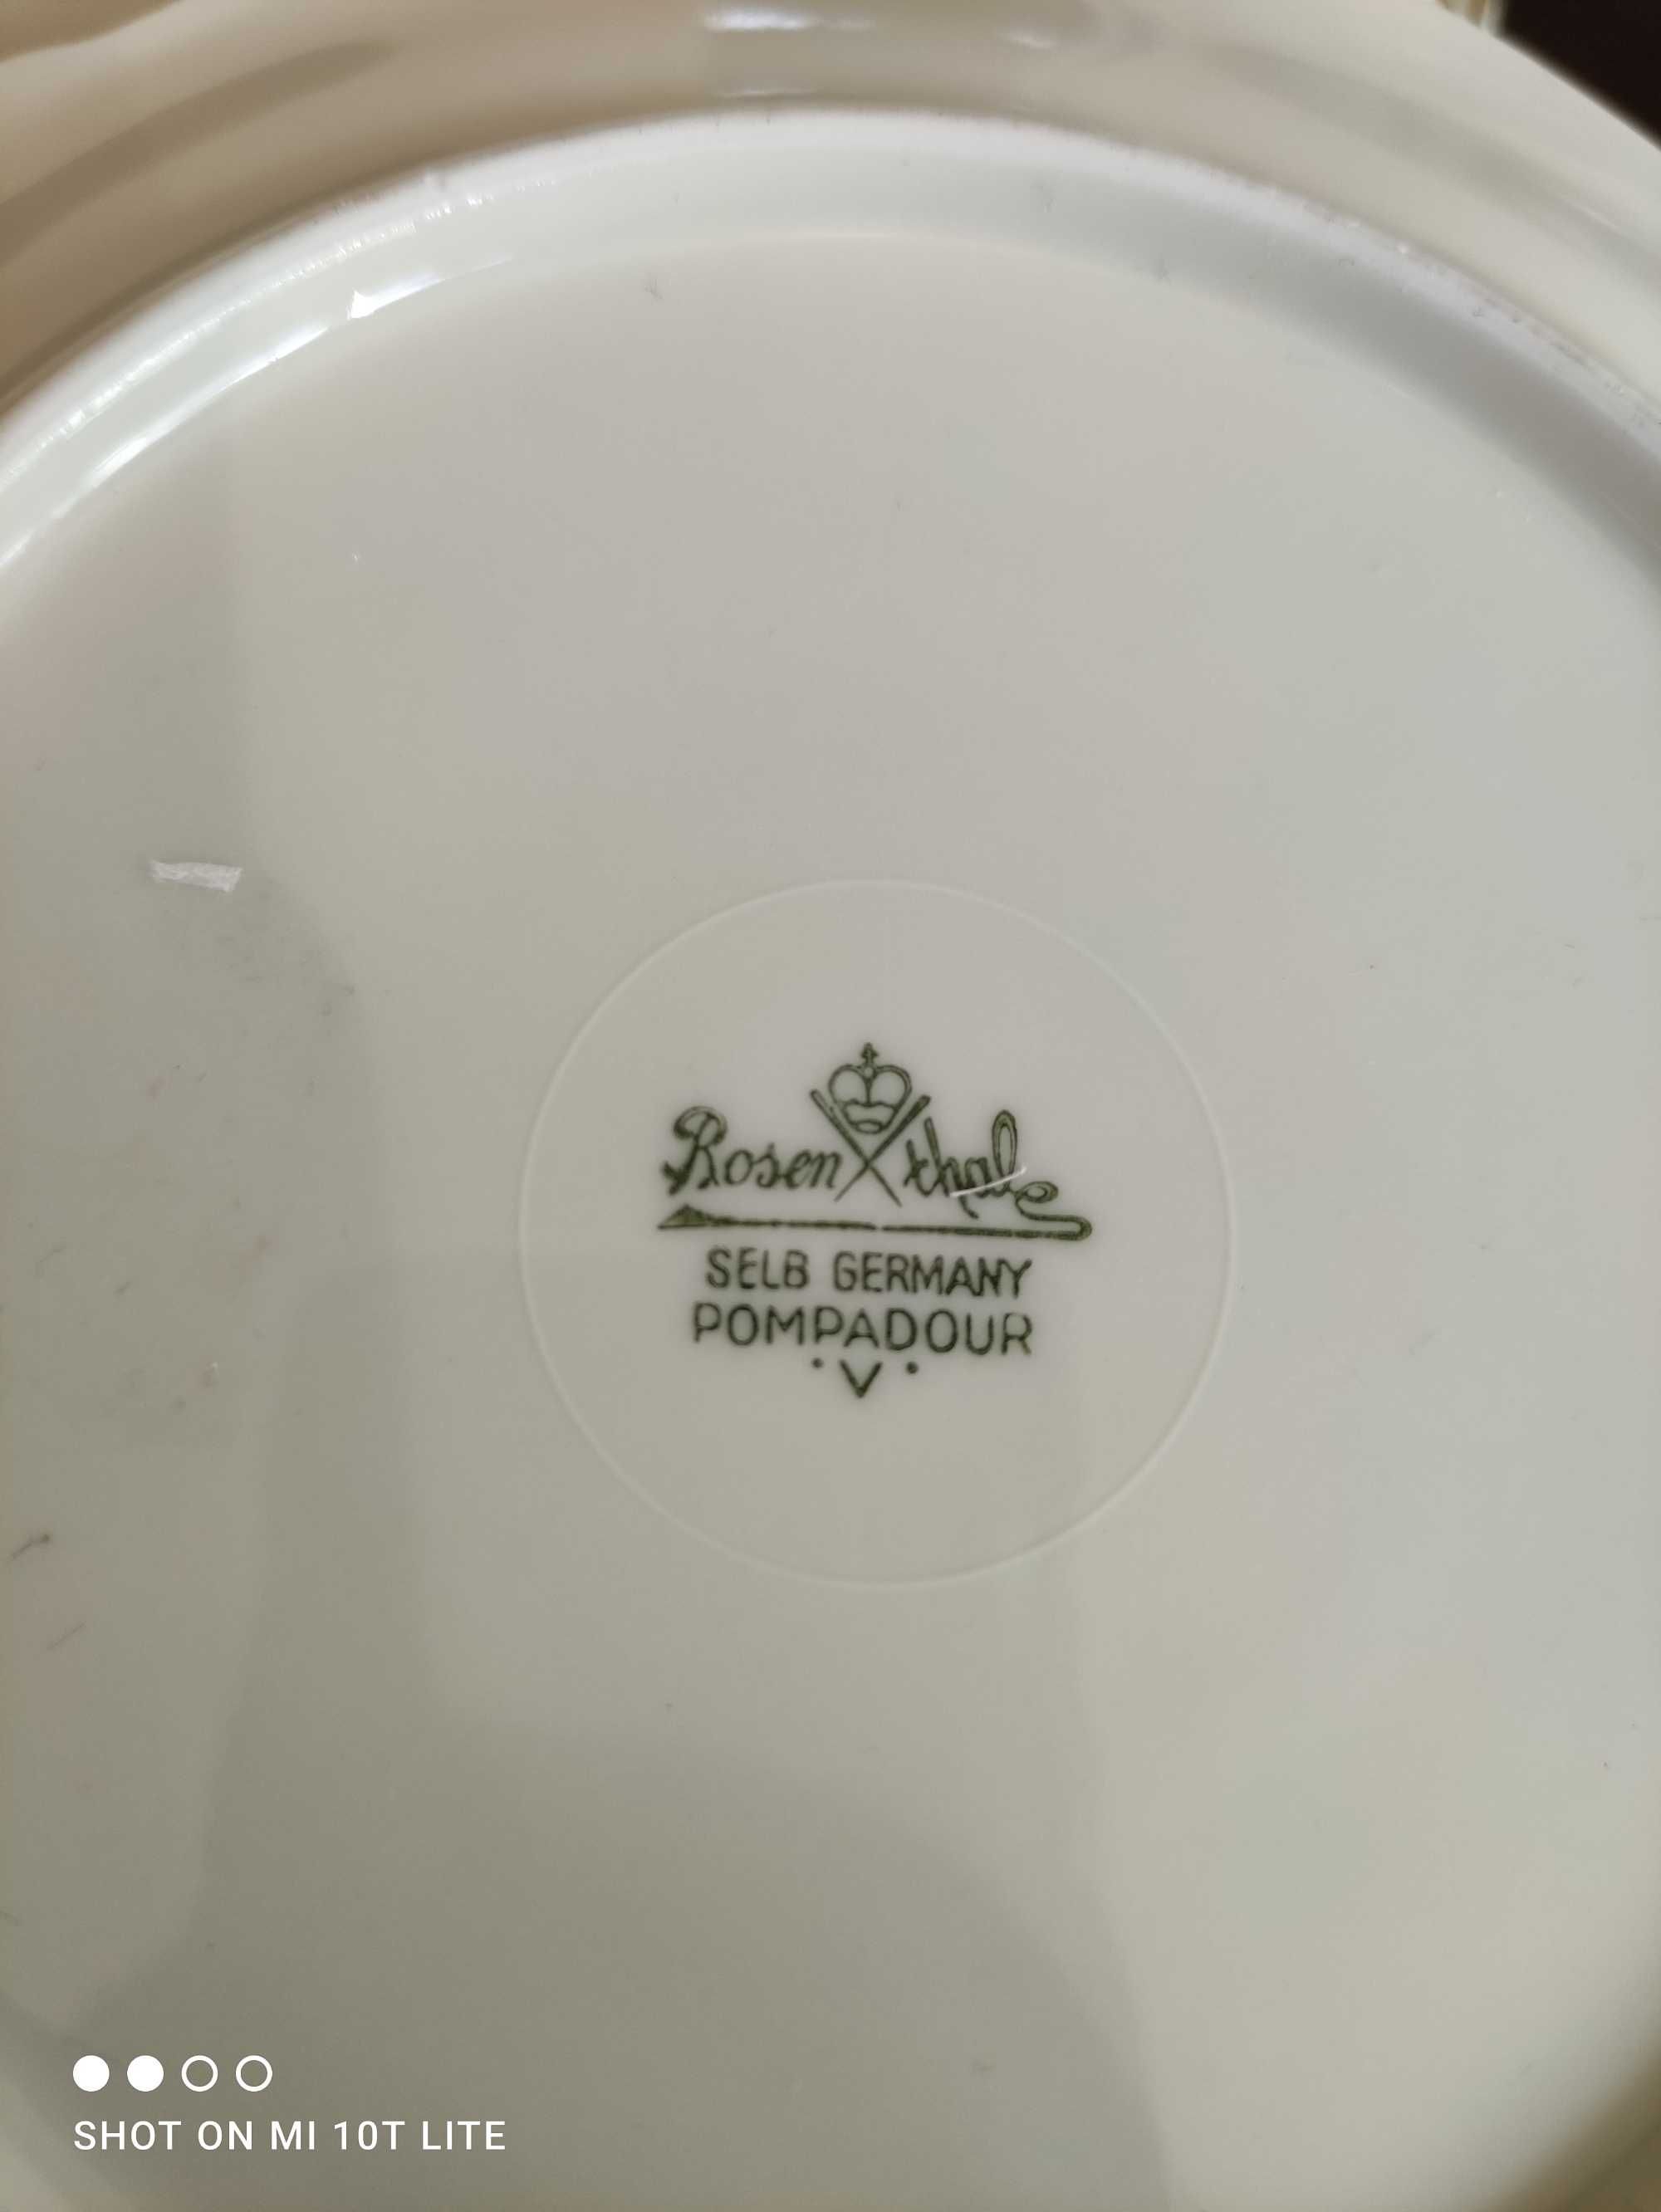 Rosenthal
SELB GERMANY
POMPADOUR
· V ·
SHOT ON MI 10T LITE